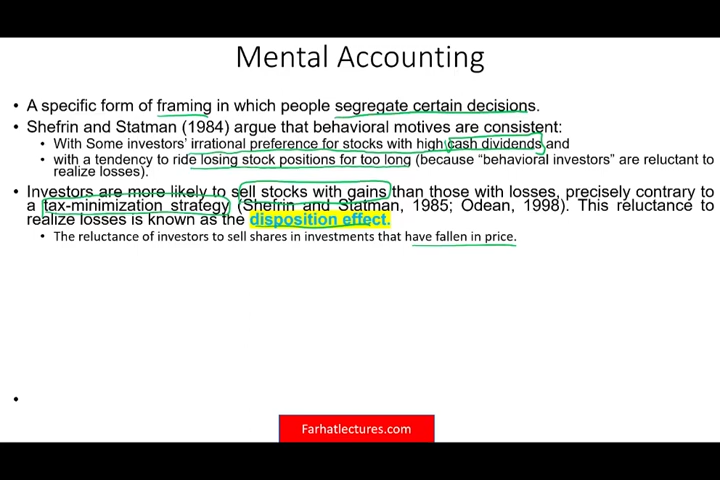 Mental Accounting
• A specific form of framing in which people segregate certain decisions.
• Shefrin and Statman (1984) argue that behavioral motives are consistent:
• With Some investors' irrational preference for stocks with high cash dividends and
• with a tendency to ride losing stock positions for too long (because "behavioral investors" are reluctant to
realize losses).
• Investors are more likely to sell stocks with gains than those with losses, precisely contrary to
a tax-minimization strategy (Shefrin and Statman, 1985; Odean, 1998). This reluctance to
realize losses is known as the disposition effect.
• The reluctance of investors to sell shares in investments that have fallen in price.
•
Farhatlectures.com